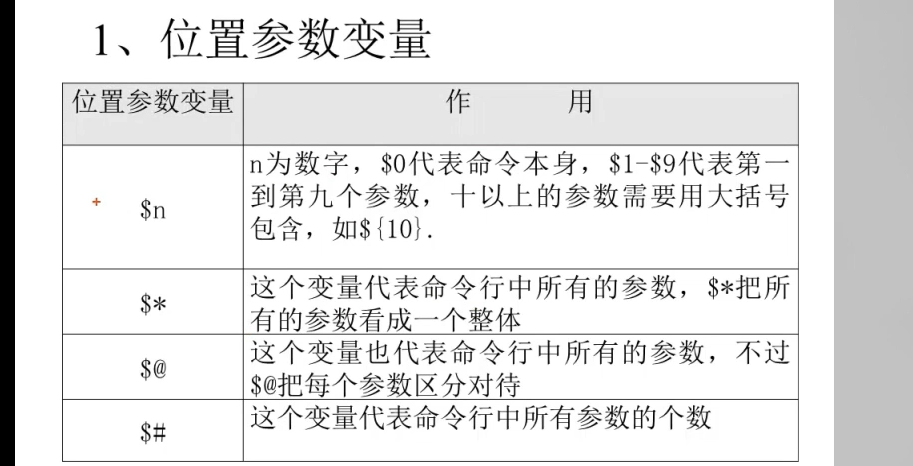 1、位置参数变量
位置参数变量
作 用
$n
n为数字，$0代表命令本身，$1-$9代表第一
到第九个参数，十以上的参数需要用大括号
包含，如${10}.
$*
这个变量代表命令行中所有的参数，$*把所
有的参数看成一个整体
$@
这个变量也代表命令行中所有的参数，不过
$@把每个参数区分对待
$#
这个变量代表命令行中所有参数的个数